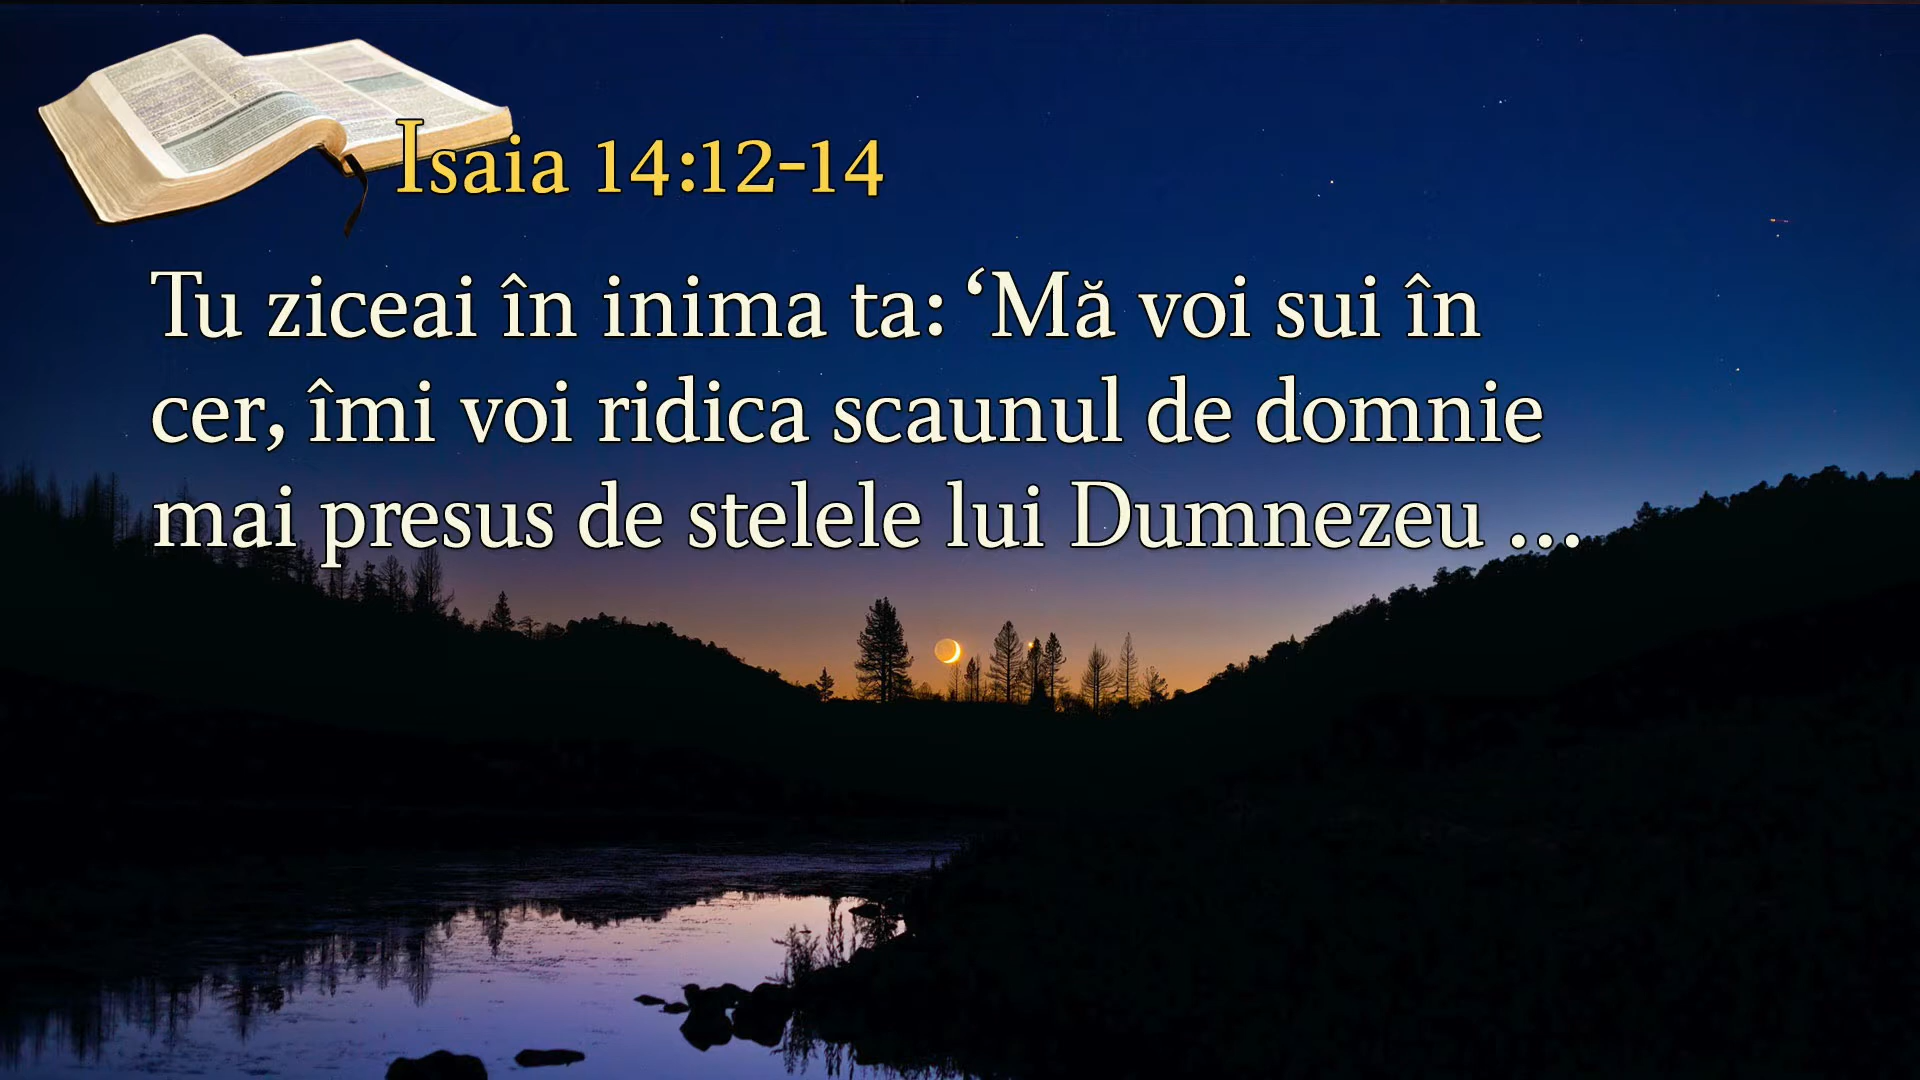 Isaia 14:12-14
Tu ziceai în inima ta: ‘Mă voi sui în
cer, îmi voi ridica scaunul de domnie
mai presus de stelele lui Dumnezeu ...